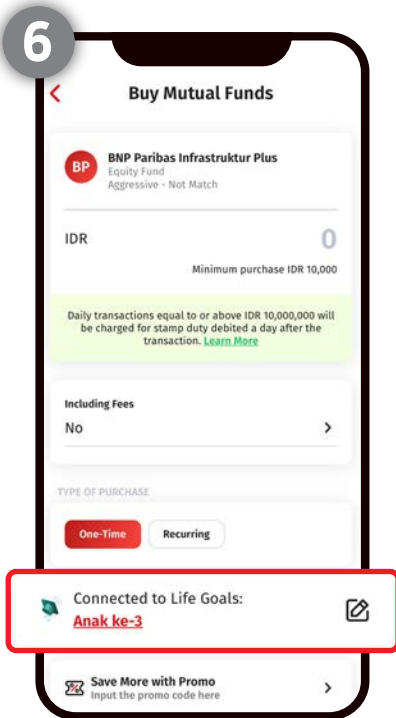 6
Buy Mutual Funds
BP
BNP Paribas Infrastruktur Plus
Equity Fund
Aggressive - Not Match
IDR
0
Minimum purchase IDR 10,000
Daily transactions equal to or above IDR 10,000,000 will
be charged for stamp duty debited a day after the
transaction. Learn More
Including Fees
No
TYPE OF PURCHASE
One-Time
Recurring
Connected to Life Goals:
Anak ke-3
Save More with Promo
Input the promo code here